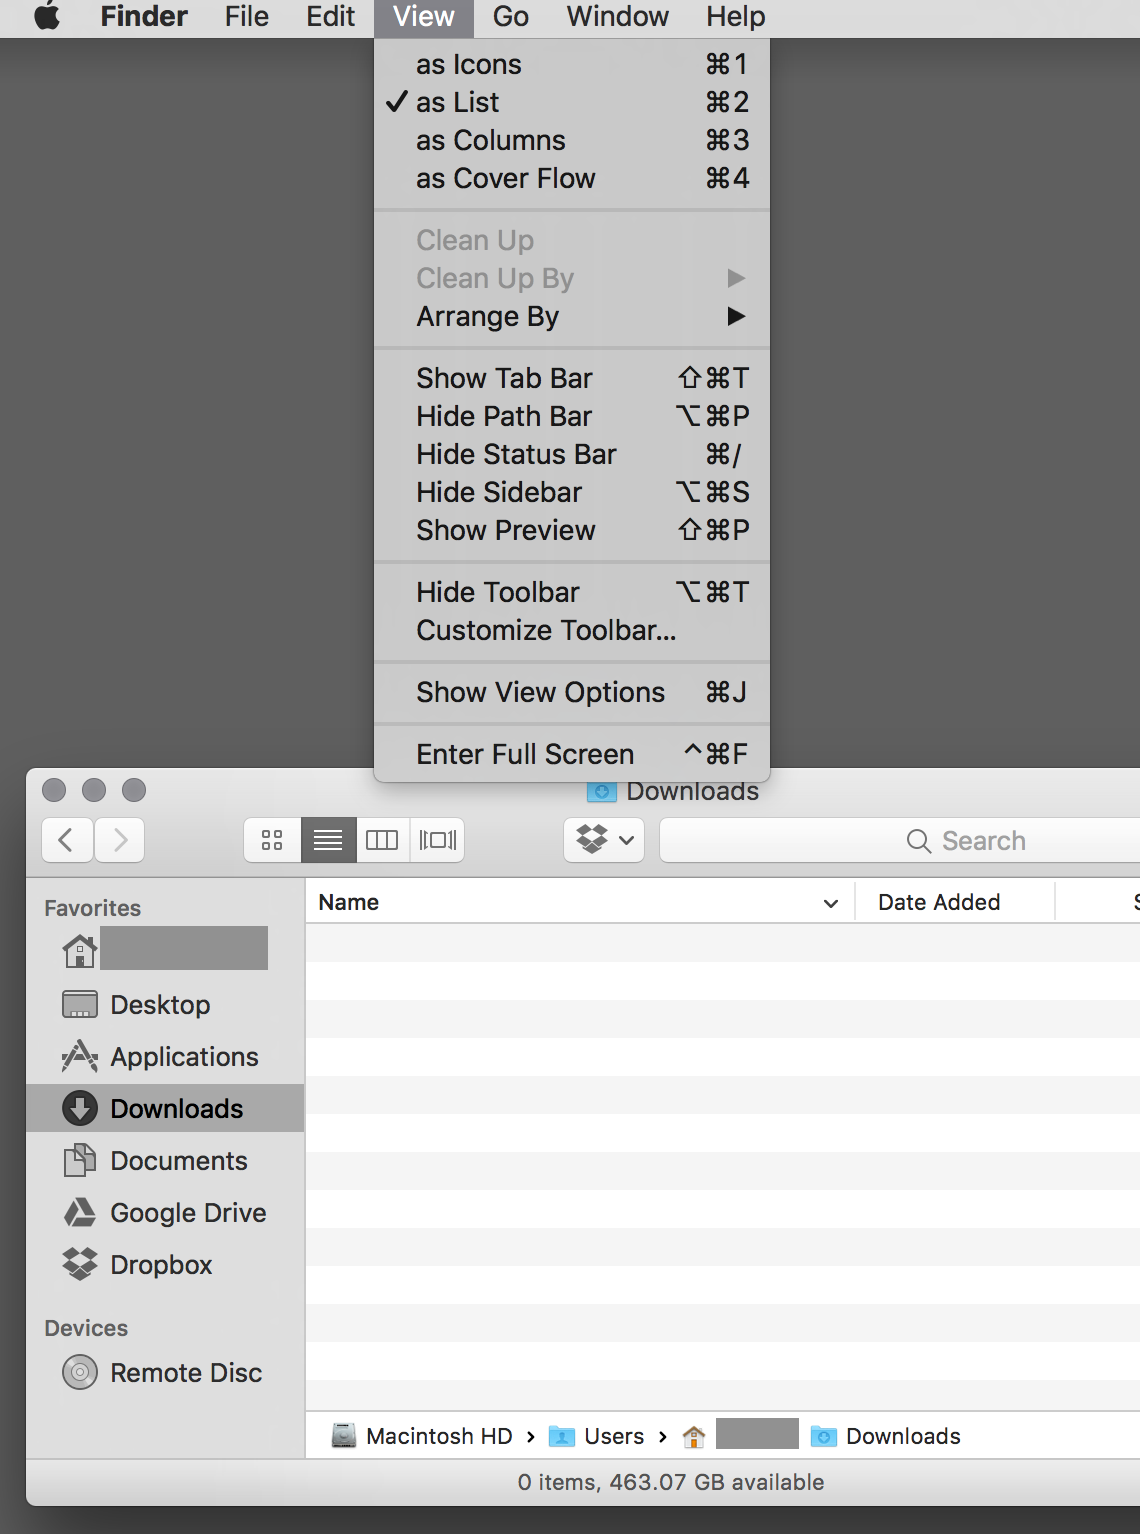 Finder File Edit View Go Window Help
as Icons ⌘1
✓ as List ⌘2
as Columns ⌘3
as Cover Flow ⌘4
Clean Up
Clean Up By ▶
Arrange By ▶
Show Tab Bar ⇧⌘T
Hide Path Bar ⌥⌘P
Hide Status Bar ⌘/
Hide Sidebar ⌥⌘S
Show Preview ⇧⌘P
Hide Toolbar ⌥⌘T
Customize Toolbar...
Show View Options ⌘J
Enter Full Screen ^⌘F
Downloads
Search
Favorites
Desktop
Applications
Downloads
Documents
Google Drive
Dropbox
Devices
Remote Disc
Name Date Added
Macintosh HD › Users › Downloads
0 items, 463.07 GB available